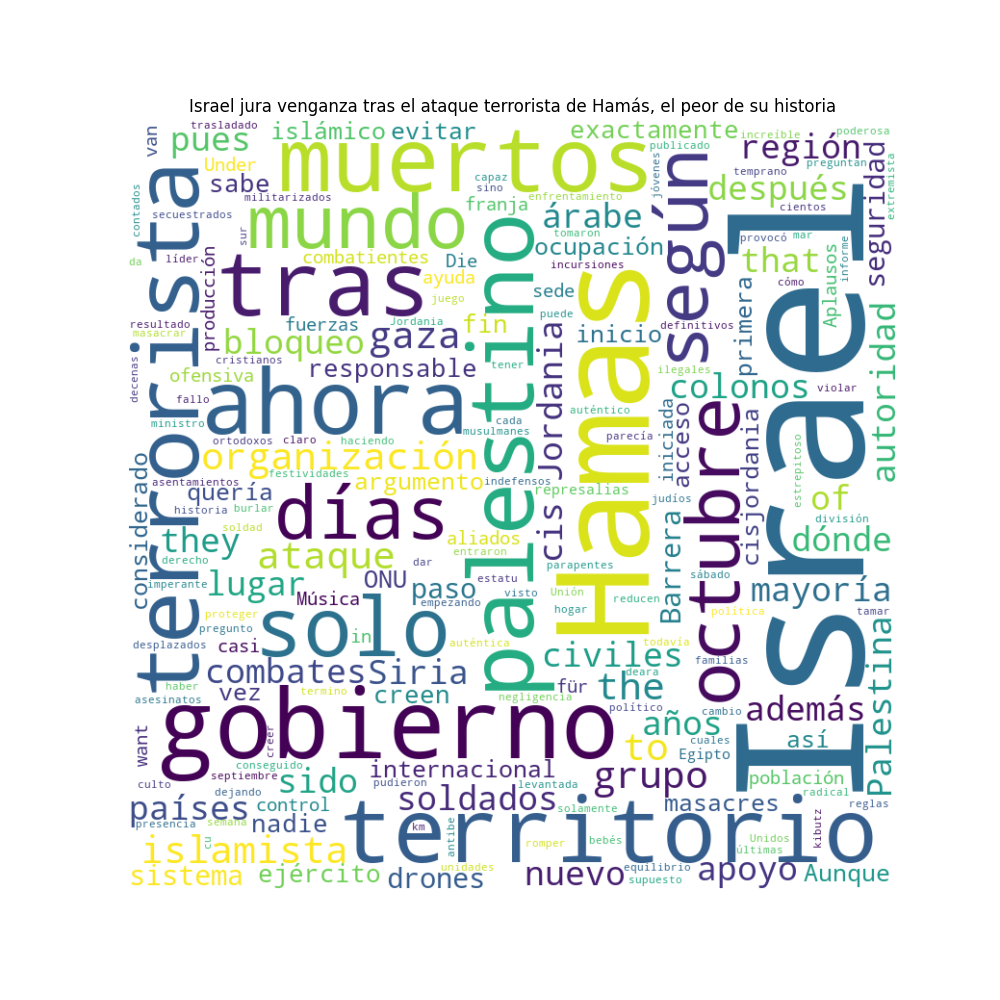 Israel jura venganza tras el ataque terrorista de Hamás, el peor de su historia
van
pues
trasladado
islámico
evitar
exactamente
increíble
poderosa
publicado
región
preguntan
extremista
Under
muertos
sabe
militarizados
capaz
sino
enfrentamiento
jóvenes
según
después
temprano
seguridad
contados
secuestrados
mundo
franja
árabe
cientos
terrorista
sur
tomaron
ocupación
provocó
mar
informe
da
líder
combatientes
Die
palestino
incursiones
that
cómo
Aplausos
Israel
producción
tras
ayuda
juego
sede
puede
Hamas
resultado
masacrar
fuerzas
Jordania
fin
inicio
definitivos
primera
autoridad
bloqueo
gaza
cristianos
responsable
tener
cis Jordania
ilegales
decenas
ofensiva
fallo
colonos
violar
ahora
ministro
cada
auténtico
octubre
ortodoxos
claro
haciendo
musulmanes
parecía
iniciada
acceso
cisjordania
estrepitoso
considerado
organización
festividades
asentamientos
argumento
indefensos
represalias
quería
historia
burlar
días
judíos
of
división
soldad
they
aliados
entraron
Barrera
dónde
derecho
ataque
imperante
lugar
dar
parapentes
sábado
ONU
paso
estatu
visto
Unión
hogar
reducen
mayoría
Música
empezando
proteger
solo
política
tamar
pregunto
in
todavía
desplazados
casi
auténtica
civiles
familias
Palestina
combates
Siria
deara
haber
vez
creen
für
the
asesinatos
termino
negligencia
político
cambio
además
gobierno
años
want
creer
to
Egipto
cuales
así
conseguido
internacional
culto
septiembre
sido
pudieron
levantada
grupo
población
radical
dejando
países
control
soldados
solamente
masacres
reglas
presencia
semana
nadie
km
territorio
antibe
cu
romper
bebés
Unidos
kibutz
islamista
últimas
sistema
ejército
drones
unidades
nuevo
equilibrio
supuesto
apoyo
Aunque